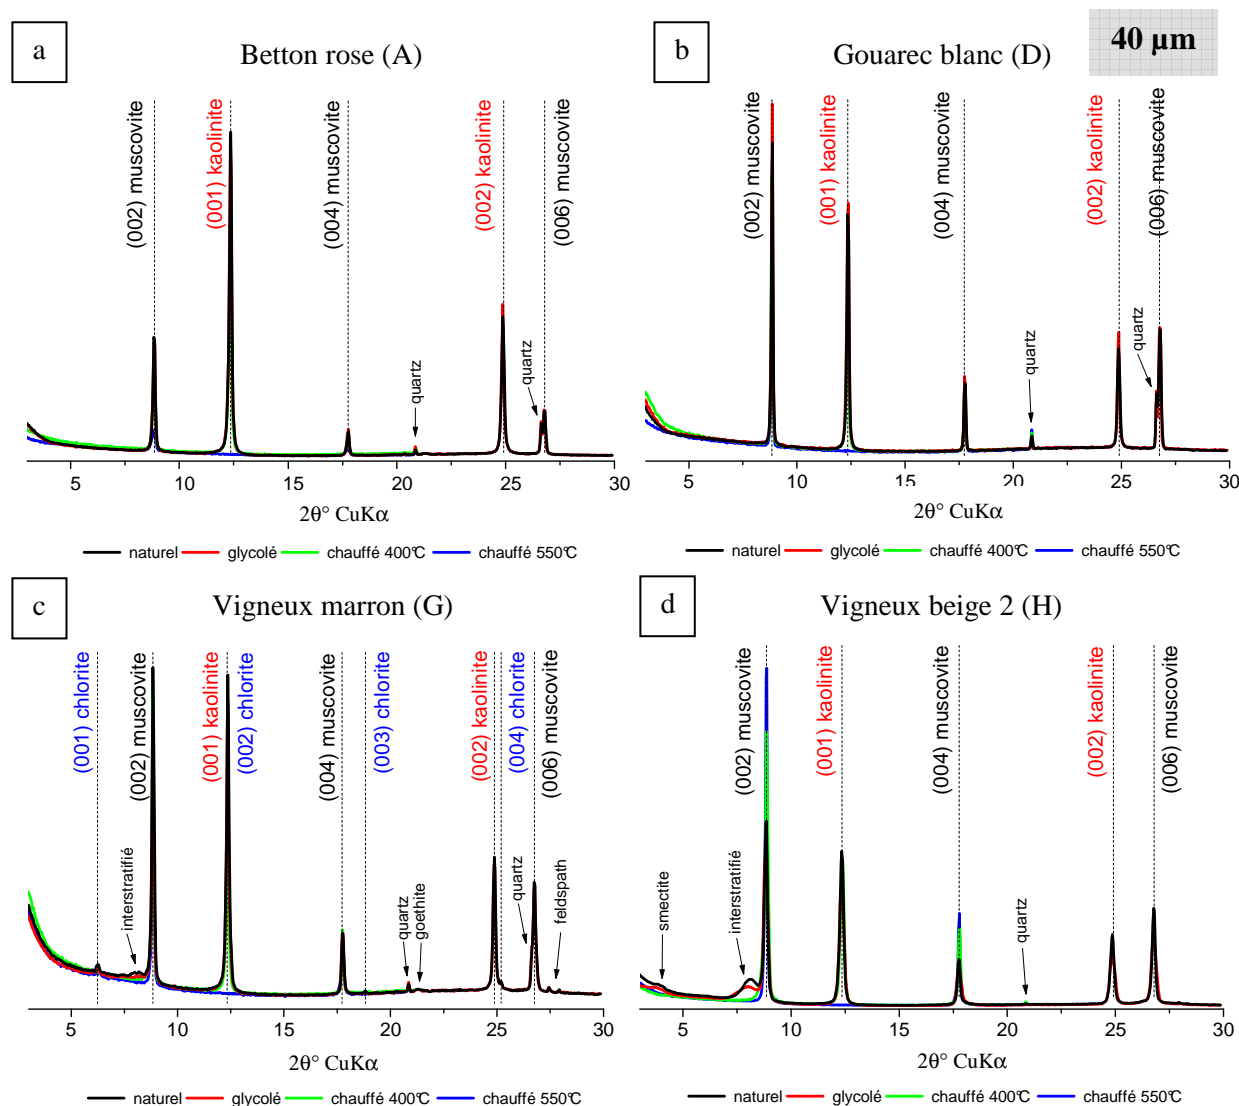 a
Betton rose (A)
(002) muscovite
(001) kaolinite
(004) muscovite
(002) kaolinite
(006) muscovite
quartz
quartz
5 10 15 20 25 30
2θ° CuKα
naturel glycolé chauffé 400℃ chauffé 550℃
b
Gouarec blanc (D)
40 µm
(002) muscovite
(001) kaolinite
(004) muscovite
(002) kaolinite
(006) muscovite
quartz
quartz
5 10 15 20 25 30
2θ° CuKα
naturel glycolé chauffé 400℃ chauffé 550℃
c
Vigneux marron (G)
(001) chlorite
(002) muscovite
(001) kaolinite
(002) chlorite
(004) muscovite
(003) chlorite
(002) kaolinite
(004) chlorite
(006) muscovite
interstratifié
quartz
goethite
quartz
feldspath
5 10 15 20 25 30
2θ° CuKα
naturel glycolé chauffé 400℃ chauffé 550℃
d
Vigneux beige 2 (H)
(002) muscovite
(001) kaolinite
(004) muscovite
(002) kaolinite
(006) muscovite
smectite
interstratifié
quartz
5 10 15 20 25 30
2θ° CuKα
naturel glycolé chauffé 400℃ chauffé 550℃